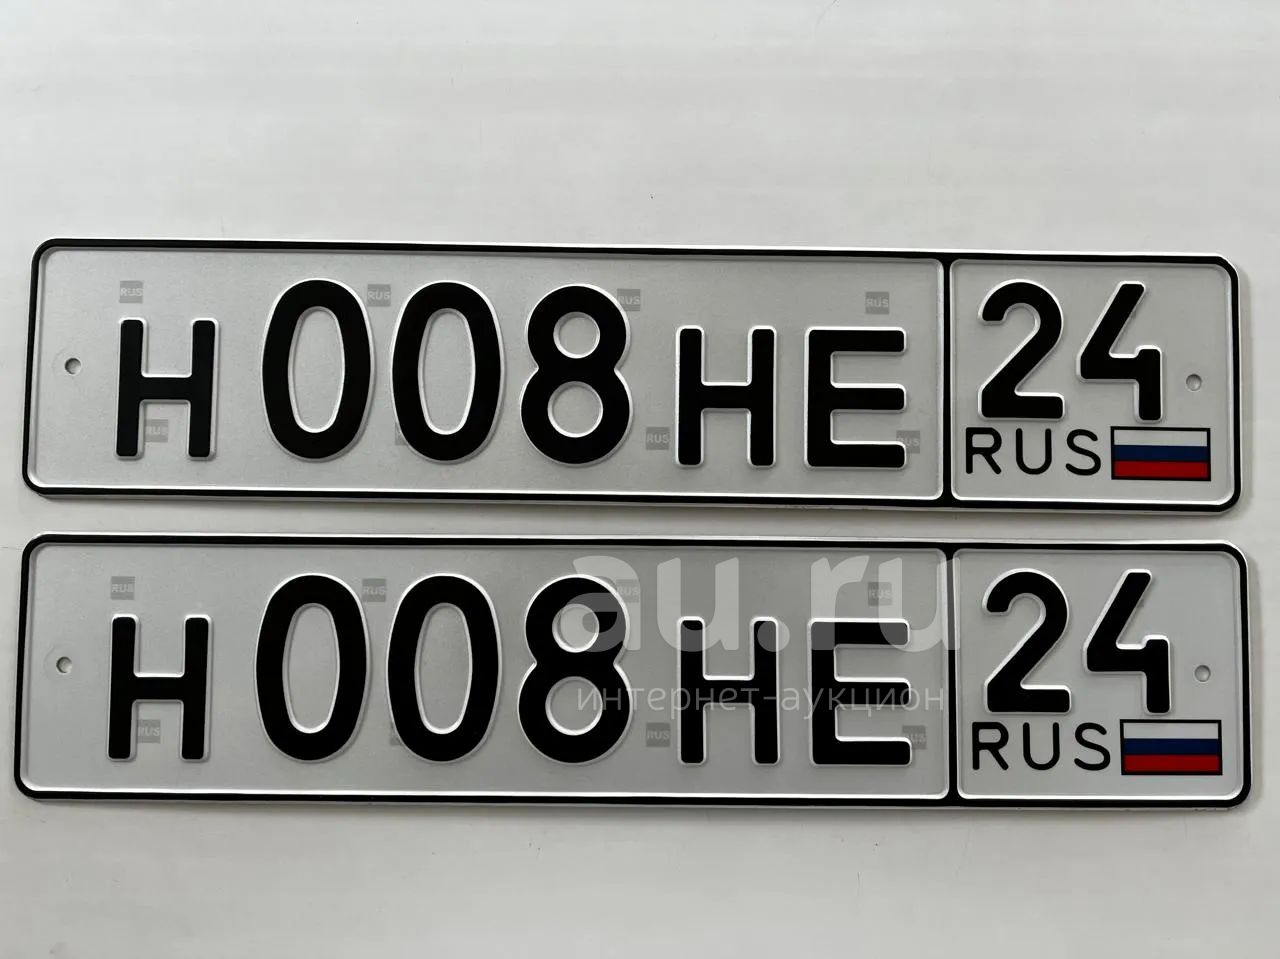 Н008НЕ 24
RUS
Н008НЕ 24
RUS
au.ru
интернет-аукцион